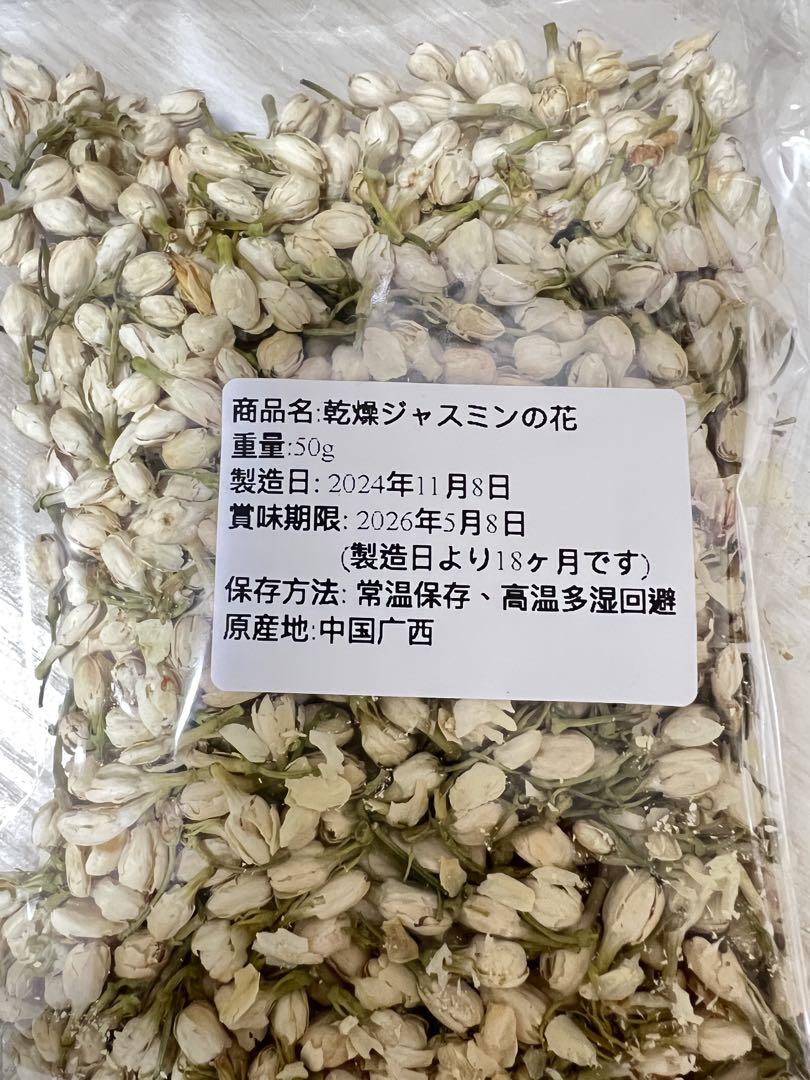 商品名:乾燥ジャスミンの花
重量:50g
製造日: 2024年11月8日
賞味期限: 2026年5月8日
(製造日より18ヶ月です)
保存方法: 常温保存、高温多湿回避
原産地:中国广西